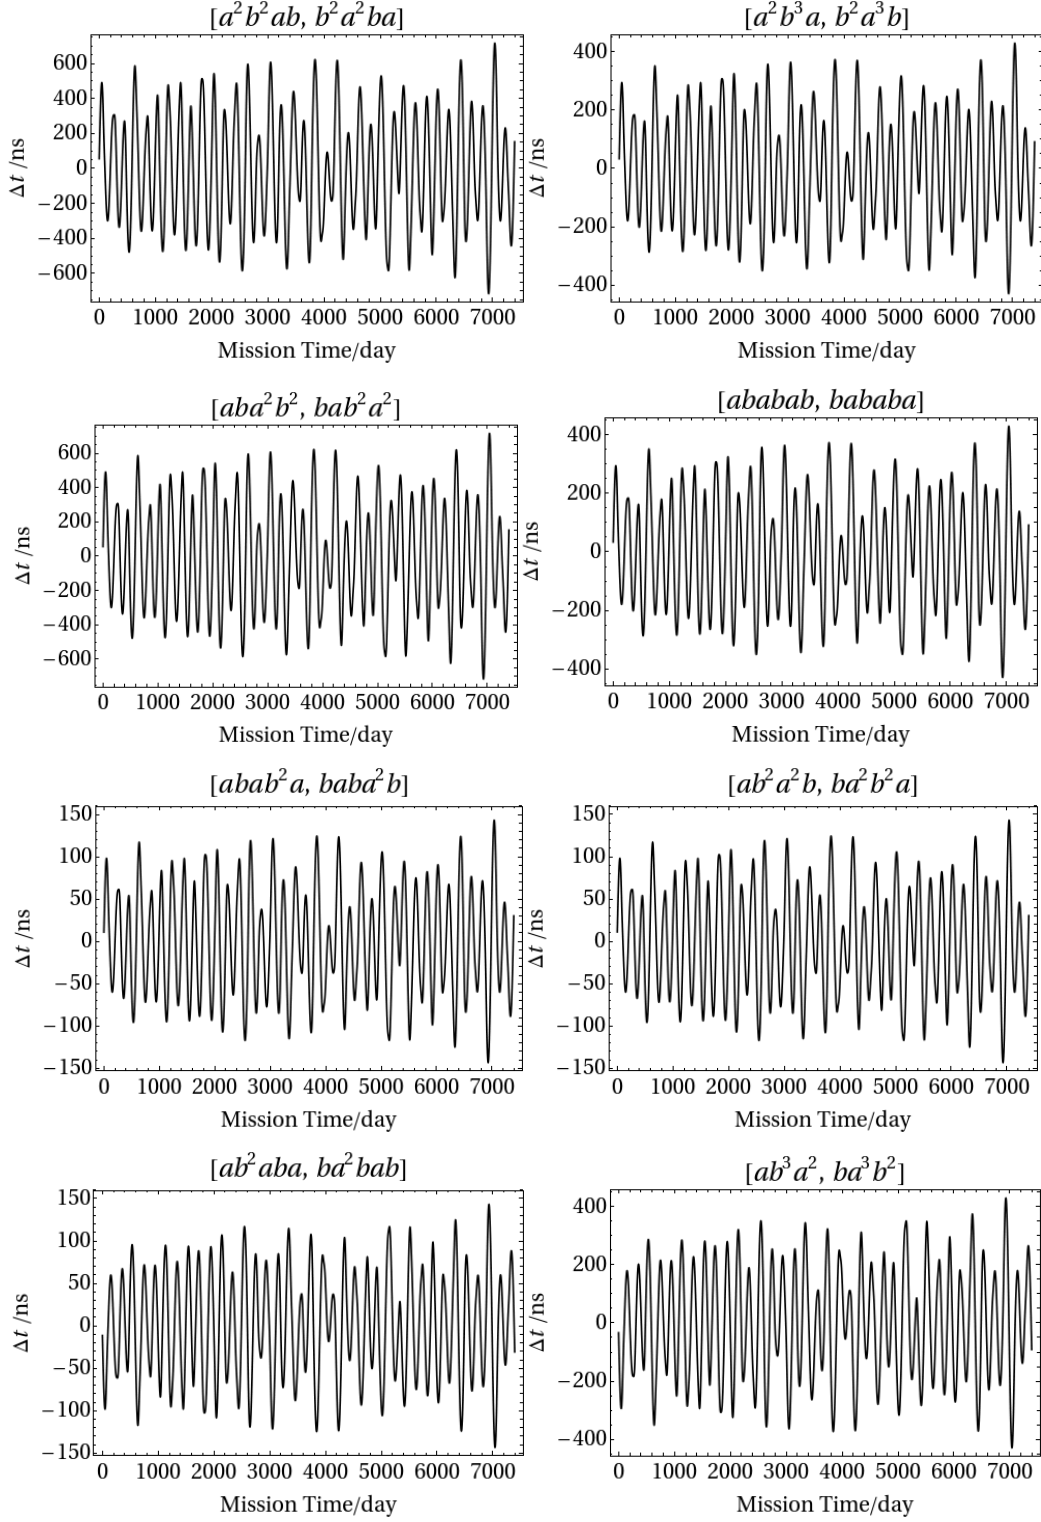 [a²b²ab, b²a²ba]
Δt /ns
600
400
200
0
−200
−400
−600
0 1000 2000 3000 4000 5000 6000 7000
Mission Time/day
[a²b³a, b²a³b]
Δt /ns
400
200
0
−200
−400
0 1000 2000 3000 4000 5000 6000 7000
Mission Time/day
[aba²b², bab²a²]
Δt /ns
600
400
200
0
−200
−400
−600
0 1000 2000 3000 4000 5000 6000 7000
Mission Time/day
[ababab, bababa]
Δt /ns
400
200
0
−200
−400
0 1000 2000 3000 4000 5000 6000 7000
Mission Time/day
[abab²a, baba²b]
Δt /ns
150
100
50
0
−50
−100
−150
0 1000 2000 3000 4000 5000 6000 7000
Mission Time/day
[ab²a²b, ba²b²a]
Δt /ns
150
100
50
0
−50
−100
−150
0 1000 2000 3000 4000 5000 6000 7000
Mission Time/day
[ab²aba, ba²bab]
Δt /ns
150
100
50
0
−50
−100
−150
0 1000 2000 3000 4000 5000 6000 7000
Mission Time/day
[ab³a², ba³b²]
Δt /ns
400
200
0
−200
−400
0 1000 2000 3000 4000 5000 6000 7000
Mission Time/day